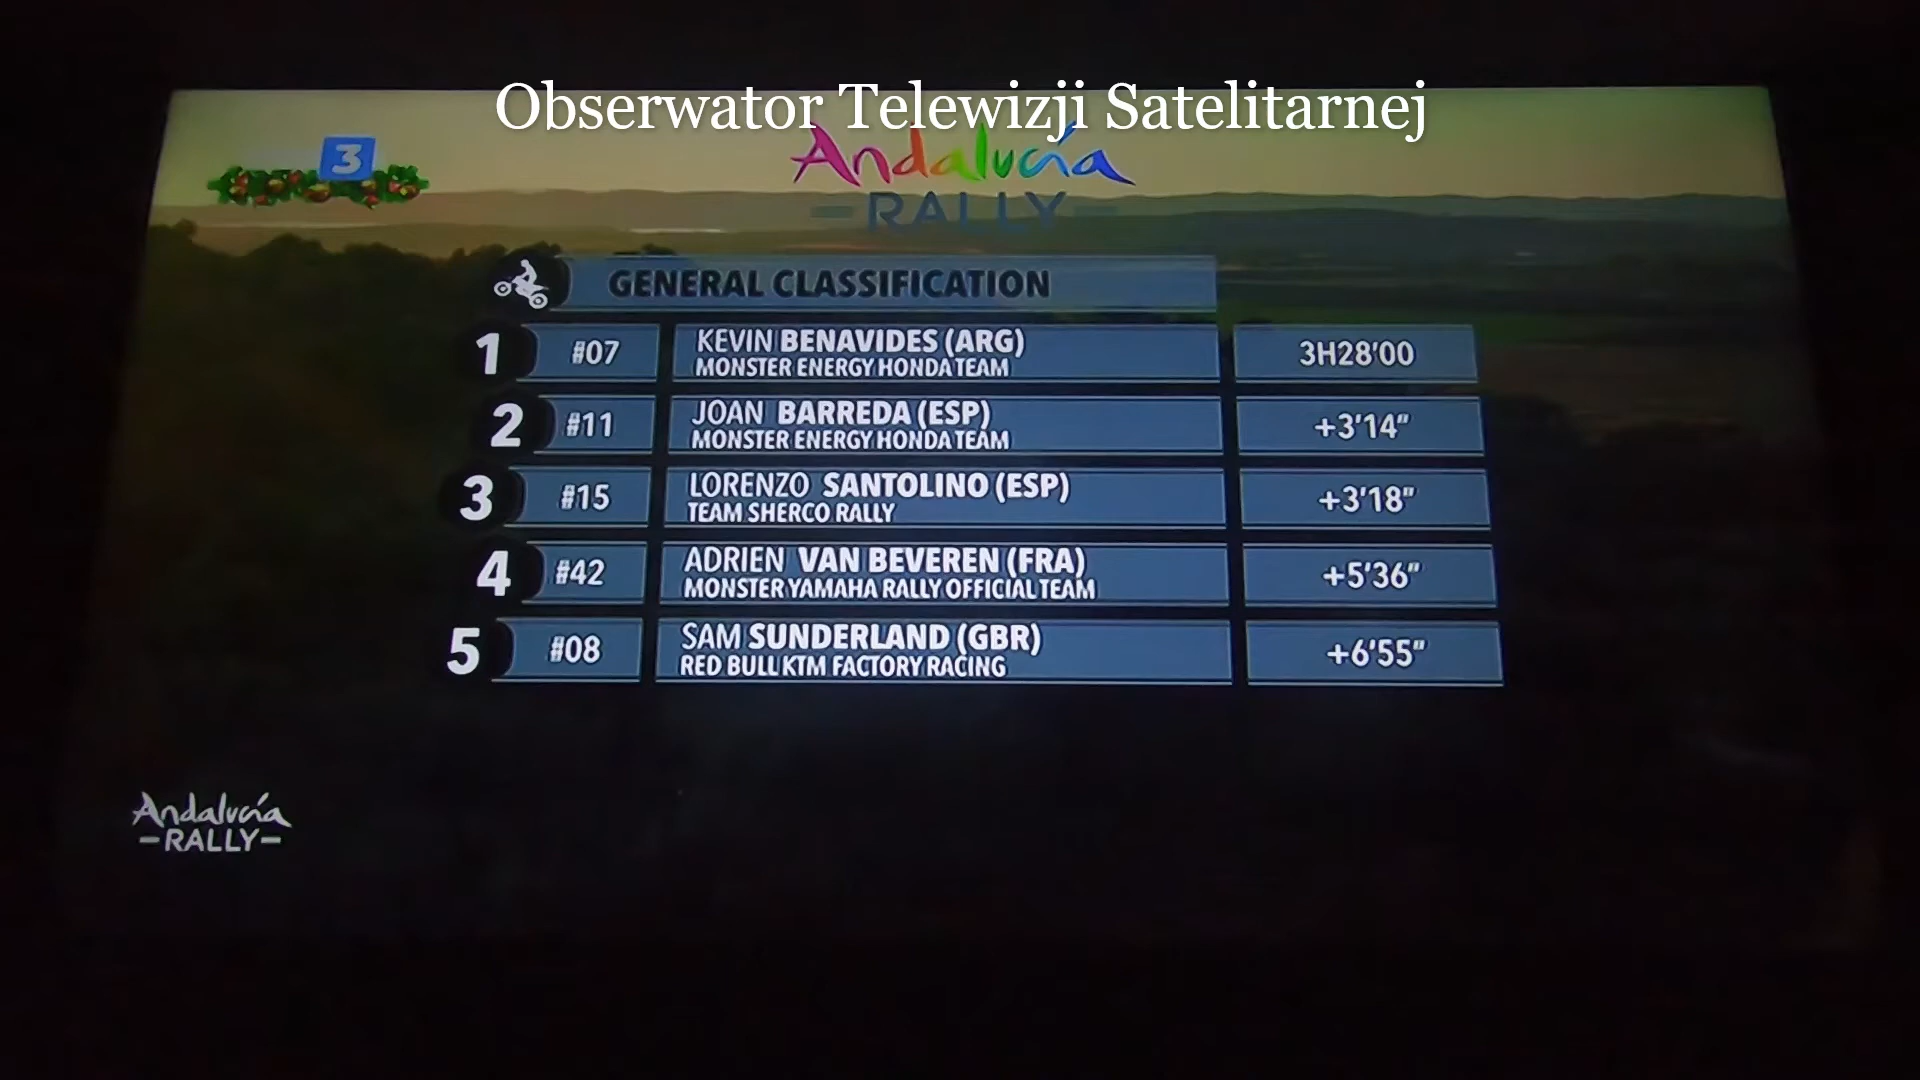 Obserwator Telewizji Satelitarnej
3
Andalucía
RALLY
GENERAL CLASSIFICATION
1 #07 KEVIN BENAVIDES (ARG) 3H28'00
MONSTER ENERGY HONDA TEAM
2 #11 JOAN BARREDA (ESP) +3'14"
MONSTER ENERGY HONDA TEAM
3 #15 LORENZO SANTOLINO (ESP) +3'18"
TEAM SHERCO RALLY
4 #42 ADRIEN VAN BEVEREN (FRA) +5'36"
MONSTER YAMAHA RALLY OFFICIAL TEAM
5 #08 SAM SUNDERLAND (GBR) +6'55"
RED BULL KTM FACTORY RACING
Andalucía
RALLY